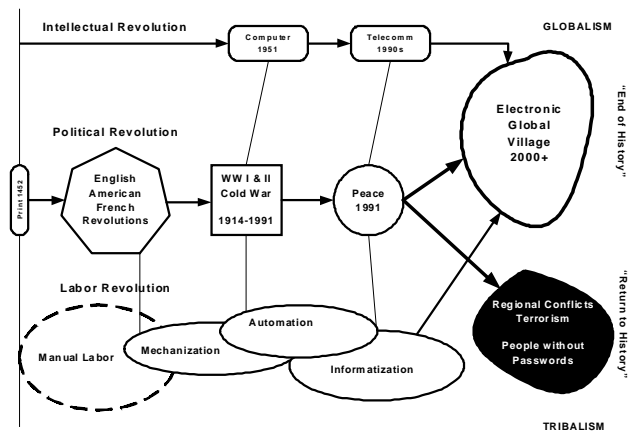 Intellectual Revolution
GLOBALISM
Computer
1951
Telecomm
1990s
Electronic
Global
Village
2000+
"End of History"
Political Revolution
Print 1452
English
American
French
Revolutions
WW I & II
Cold War
1914-1991
Peace
1991
Labor Revolution
Manual Labor
Mechanization
Automation
Informatization
Regional Conflicts
Terrorism
People without
Passwords
"Return to History"
TRIBALISM